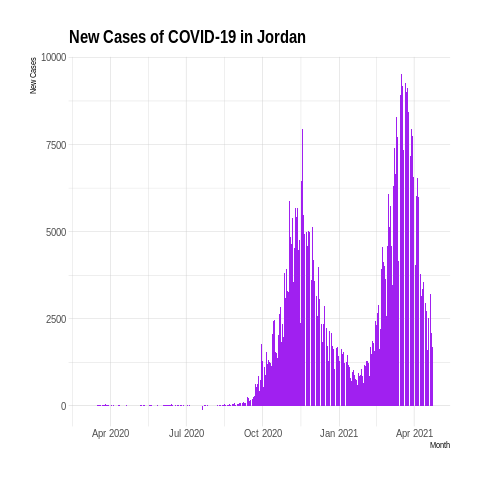 New Cases of COVID-19 in Jordan
New Cases
10000
7500
5000
2500
0
Apr 2020 Jul 2020 Oct 2020 Jan 2021 Apr 2021
Month